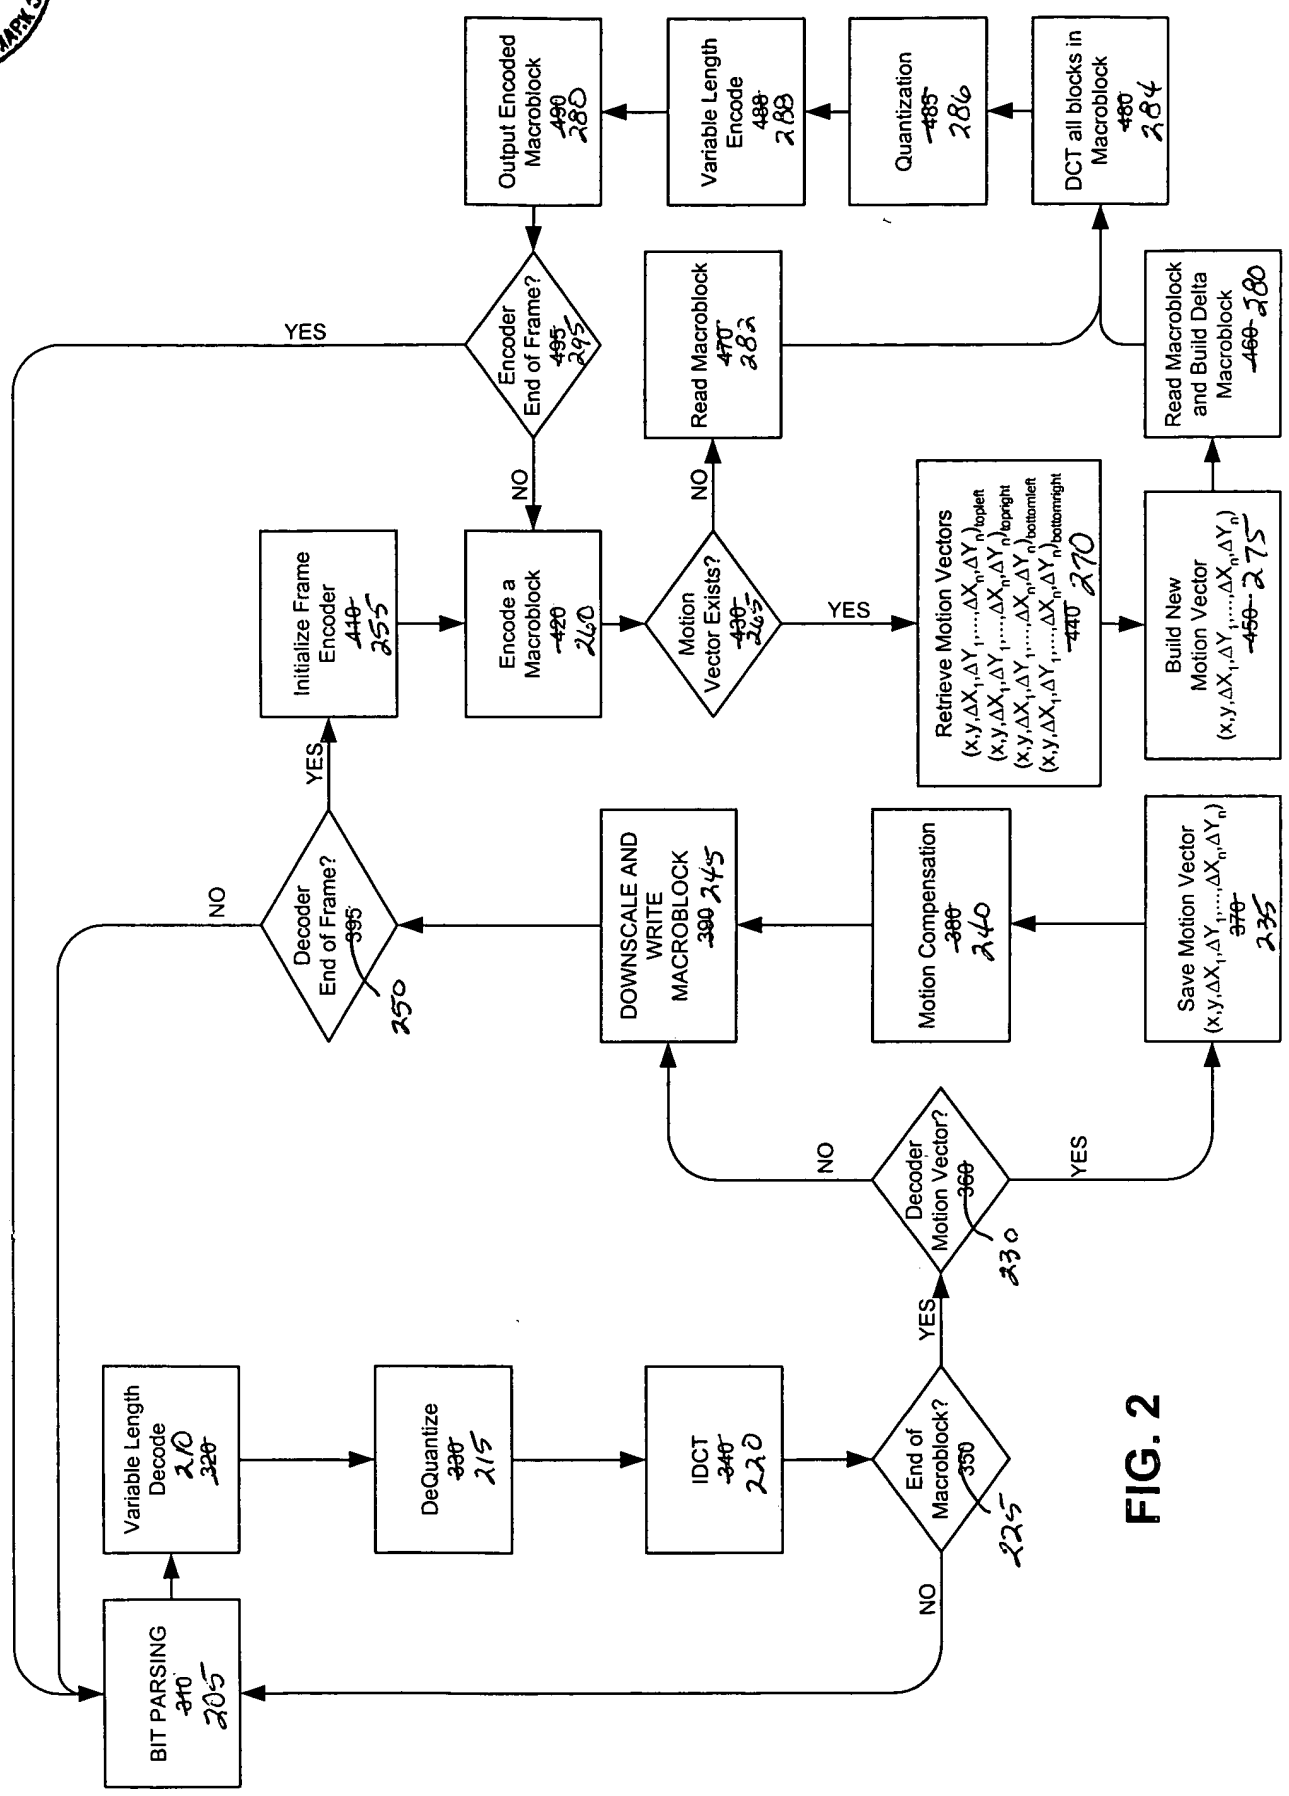 MARK
BIT PARSING
310
205
Variable Length
Decode
210
320
DeQuantize
330
215
IDCT
340
220
End of
Macroblock?
350
225
NO
YES
Decoder
Motion Vector?
360
230
NO
YES
Save Motion Vector
(x,y,ΔX1,ΔY1,...,ΔXn,ΔYn)
370
235
Motion Compensation
380
240
DOWNSCALE AND
WRITE
MACROBLOCK
390 245
Decoder
End of Frame?
395
250
NO
YES
Initialize Frame
Encoder
410
255
Encode a
Macroblock
420
260
Motion
Vector Exists?
430
265
NO
YES
Retrieve Motion Vectors
(x,y,ΔX1,ΔY1,...,ΔXn,ΔYn)topleft
(x,y,ΔX1,ΔY1,...,ΔXn,ΔYn)topright
(x,y,ΔX1,ΔY1,...,ΔXn,ΔYn)bottomleft
(x,y,ΔX1,ΔY1,...,ΔXn,ΔYn)bottomright
440 270
Build New
Motion Vector
(x,y,ΔX1,ΔY1,...,ΔXn,ΔYn)
450 275
Read Macroblock
and Build Delta
Macroblock
460 280
Read Macroblock
470
282
DCT all blocks in
Macroblock
480
284
Quantization
485
286
Variable Length
Encode
488
288
Output Encoded
Macroblock
490
280
Encoder
End of Frame?
495
295
NO
YES
FIG. 2